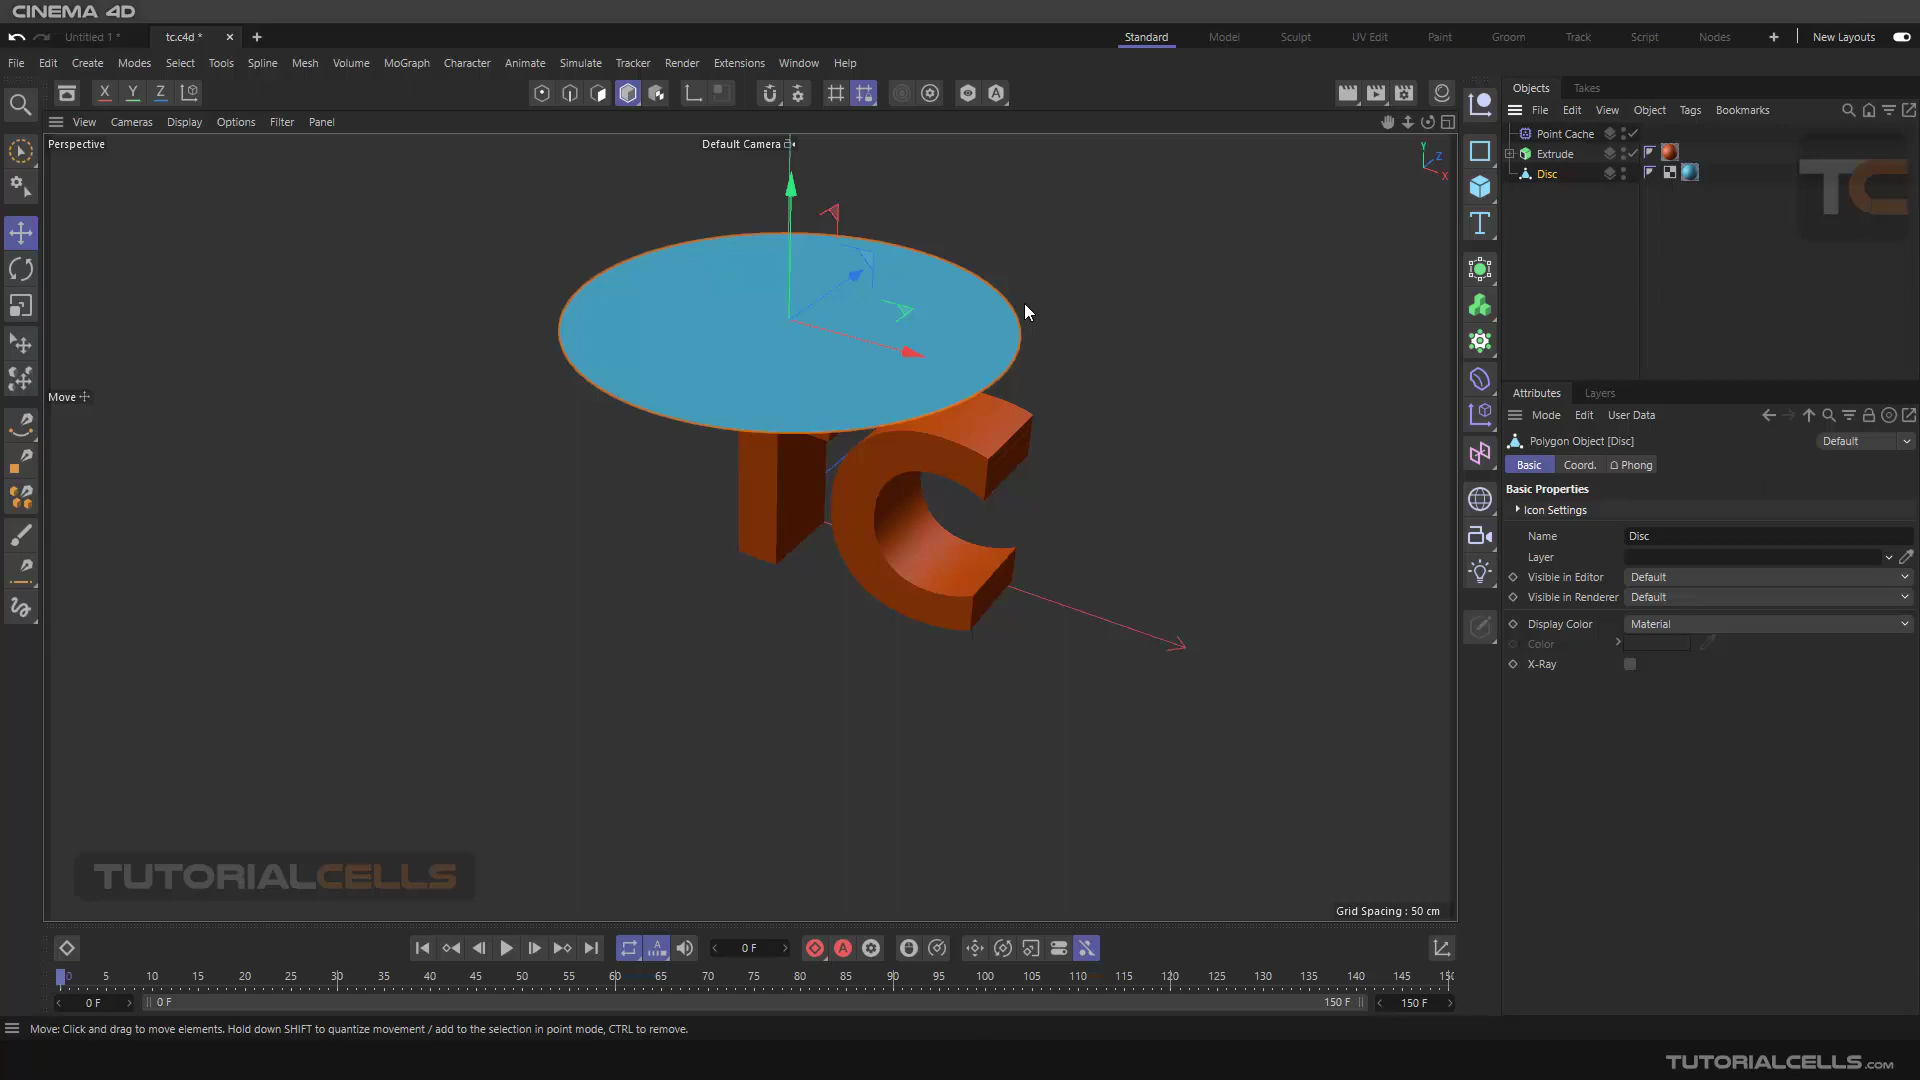 CINEMA 4D
Untitled 1 *
tc.c4d *
Standard
Model
Sculpt
UV Edit
Paint
Groom
Track
Script
Nodes
New Layouts
File Edit Create Modes Select Tools Spline Mesh Volume MoGraph Character Animate Simulate Tracker Render Extensions Window Help
X Y Z
View Cameras Display Options Filter Panel
Perspective
Default Camera
Y
Z
X
Move
TUTORIALCELLS
Grid Spacing : 50 cm
Objects Takes
File Edit View Object Tags Bookmarks
Point Cache
Extrude
Disc
TC
Attributes Layers
Mode Edit User Data
Polygon Object [Disc]
Default
Basic Coord. Phong
Basic Properties
Icon Settings
Name Disc
Layer
Visible in Editor Default
Visible in Renderer Default
Display Color Material
Color
X-Ray
0 F
0 5 10 15 20 25 30 35 40 45 50 55 60 65 70 75 80 85 90 95 100 105 110 115 120 125 130 135 140 145
0 F 0 F 150 F 150 F
Move: Click and drag to move elements. Hold down SHIFT to quantize movement / add to the selection in point mode, CTRL to remove.
TUTORIALCELLS.com